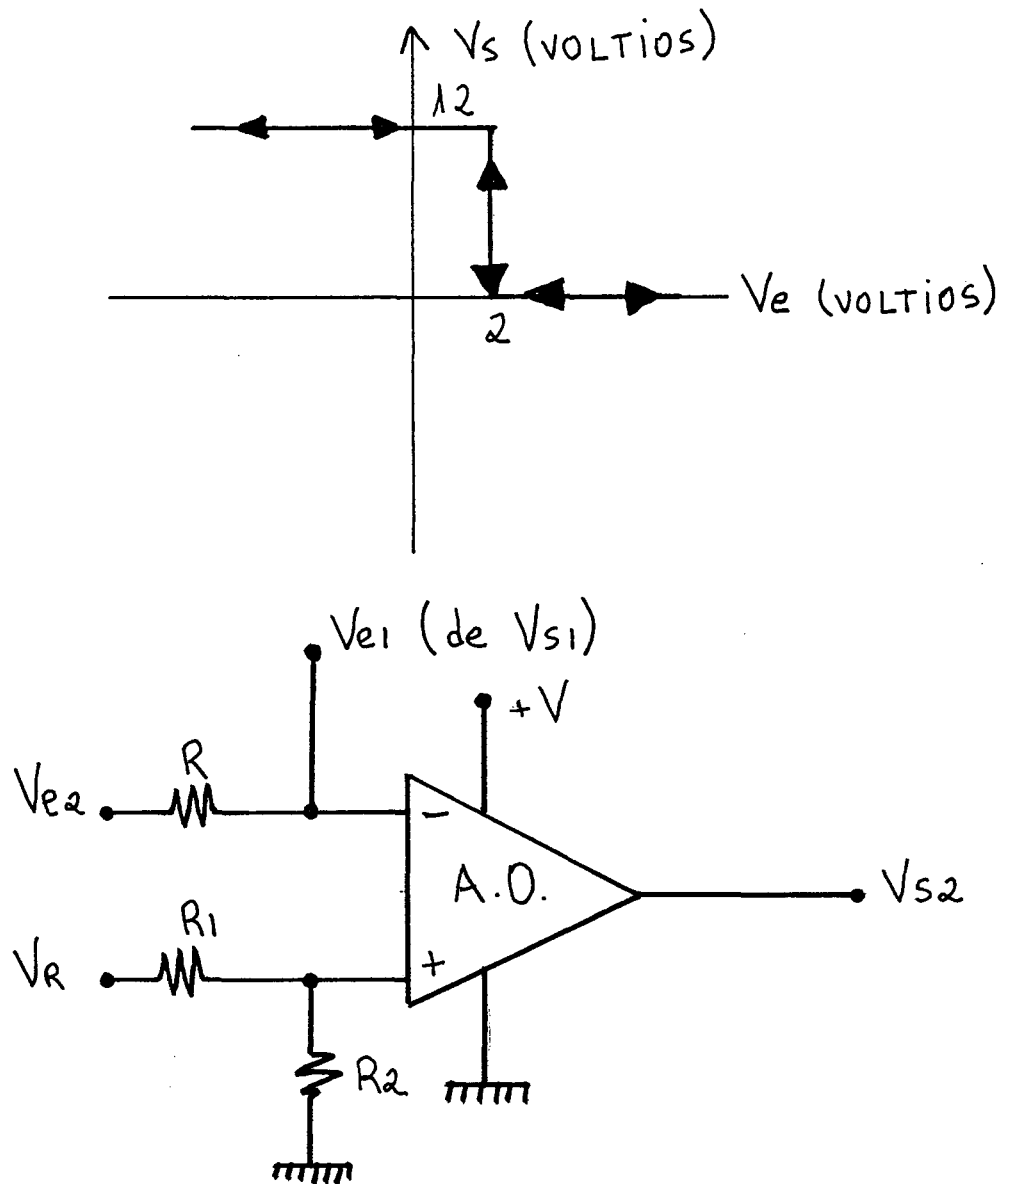 Vs (VOLTIOS)
12
Ve (VOLTIOS)
2
Ve1 (de Vs1)
+V
R
Ve2
-
A.O.
Vs2
R1
VR
+
R2